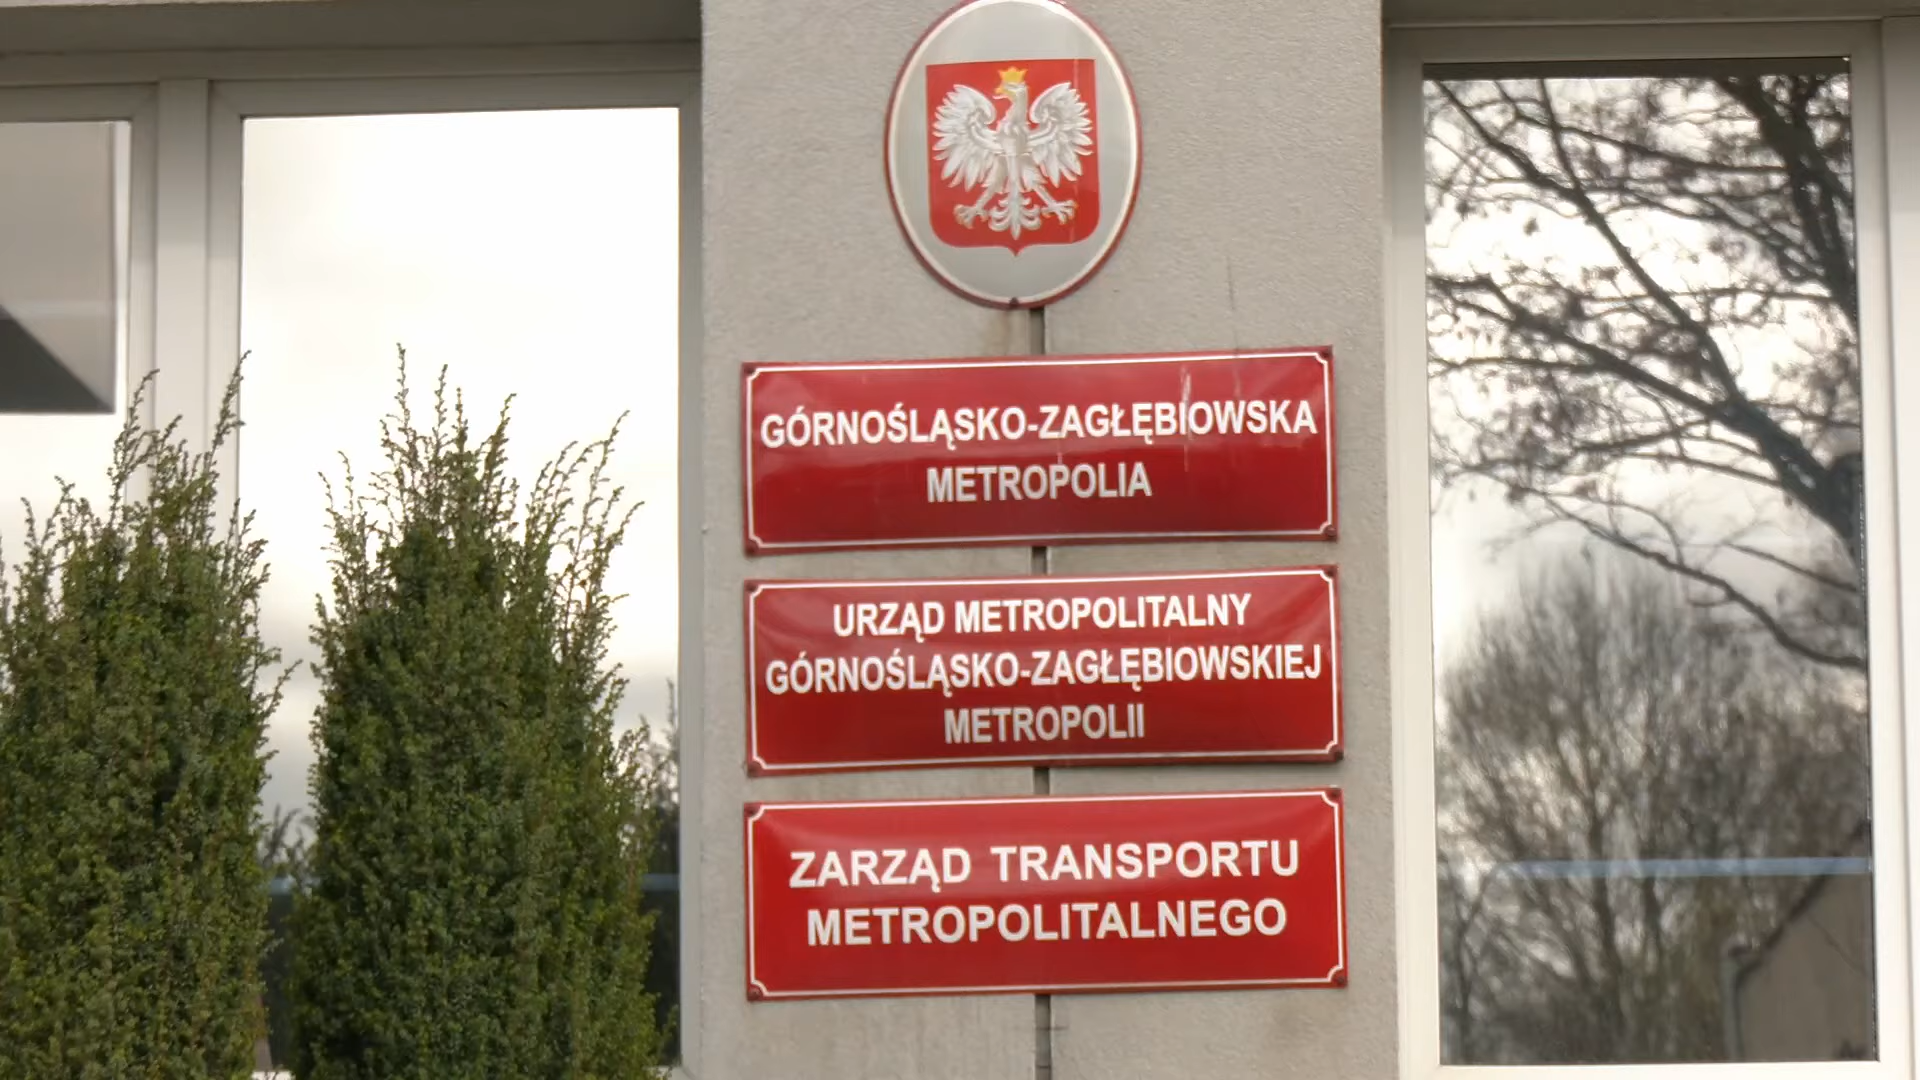 GÓRNOŚLĄSKO-ZAGŁĘBIOWSKA
METROPOLIA
URZĄD METROPOLITALNY
GÓRNOŚLĄSKO-ZAGŁĘBIOWSKIEJ
METROPOLII
ZARZĄD TRANSPORTU
METROPOLITALNEGO